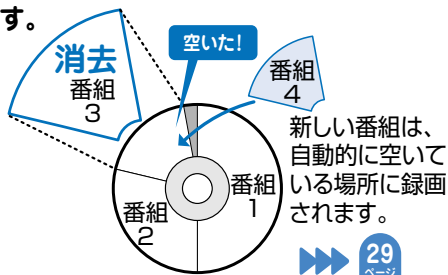 す。
消去
番組
3
空いた!
番組
4
番組
1
番組
2
新しい番組は、
自動的に空いて
いる場所に録画
されます。
29
ページ